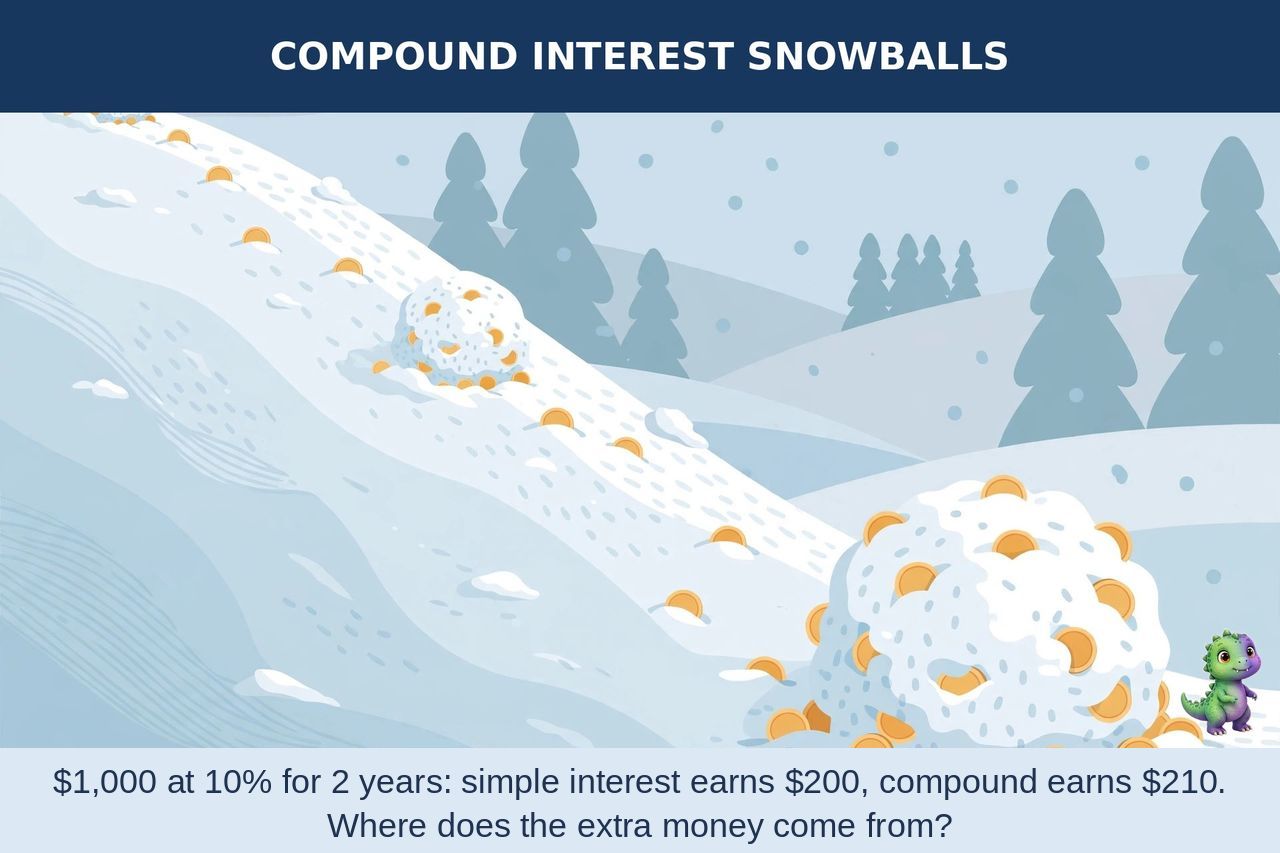 COMPOUND INTEREST SNOWBALLS
$1,000 at 10% for 2 years: simple interest earns $200, compound earns $210.
Where does the extra money come from?